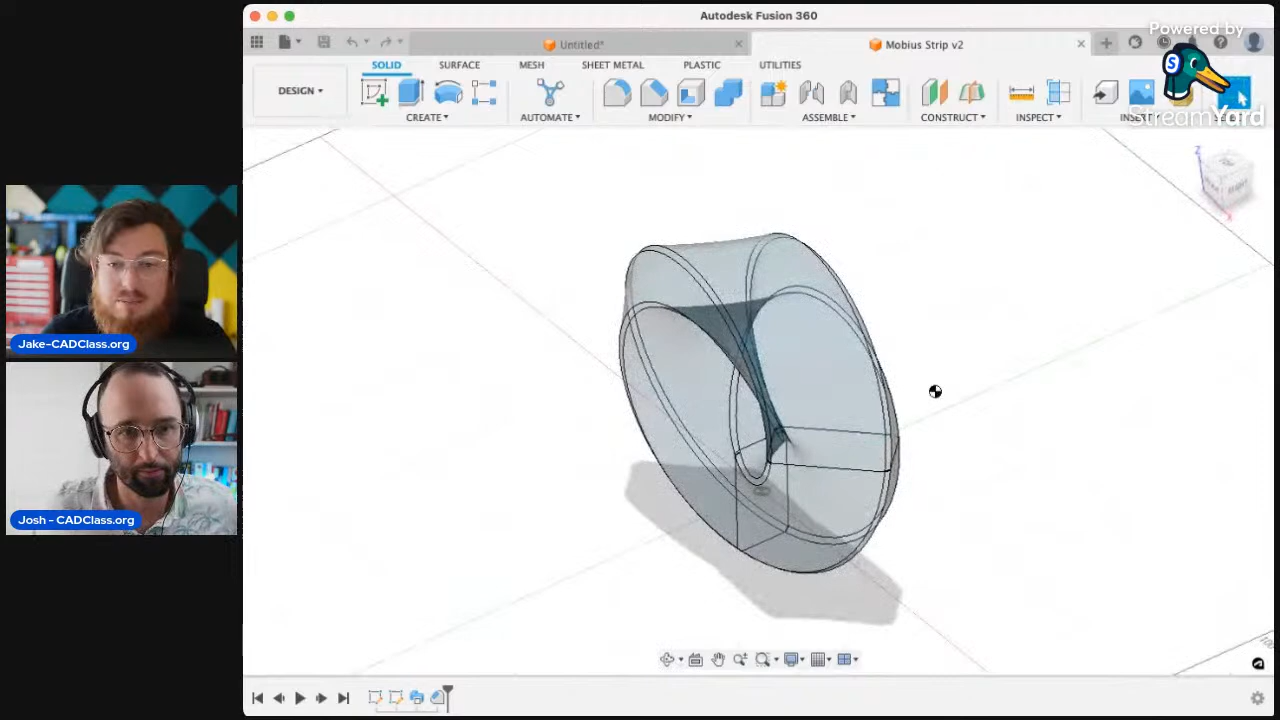 Autodesk Fusion 360
Powered by
Untitled*
Mobius Strip v2
SOLID
SURFACE
MESH
SHEET METAL
PLASTIC
UTILITIES
DESIGN
CREATE
AUTOMATE
MODIFY
ASSEMBLE
CONSTRUCT
INSPECT
INSERT
StreamYard
Z
X
Jake-CADClass.org
Josh - CADClass.org